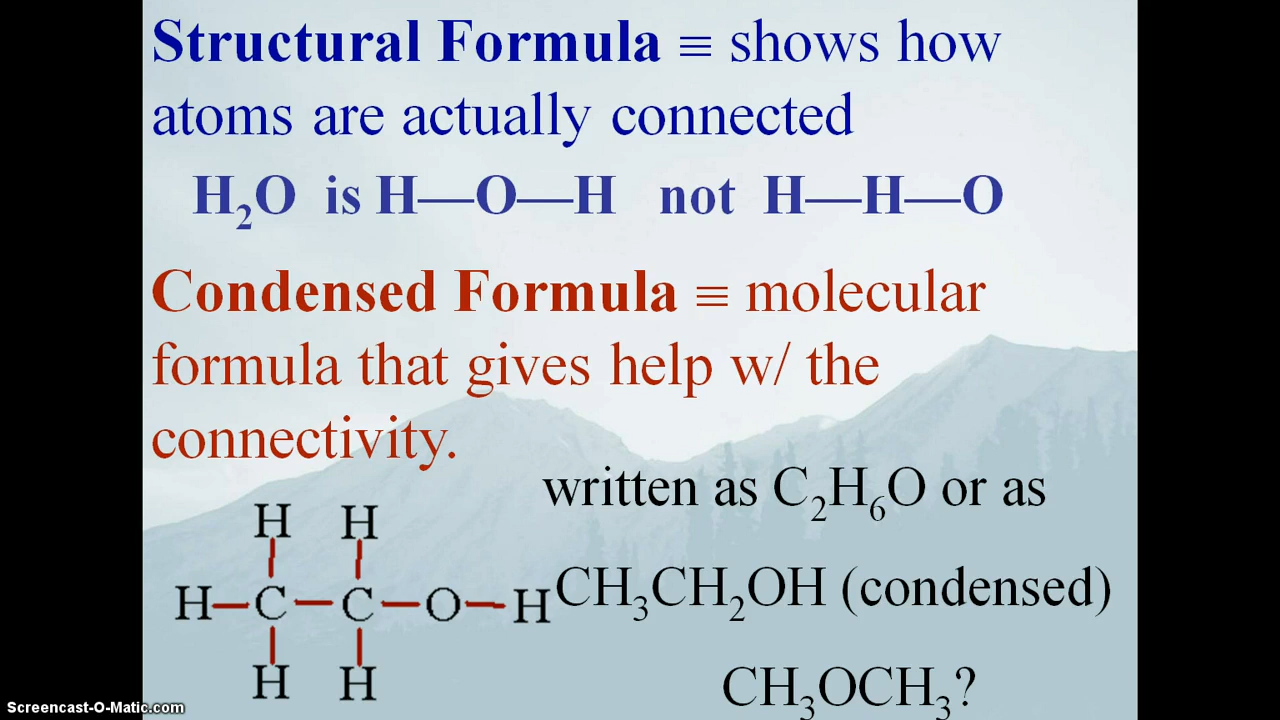 Structural Formula ≡ shows how
atoms are actually connected
H₂O is H—O—H not H—H—O
Condensed Formula ≡ molecular
formula that gives help w/ the
connectivity.
written as C₂H₆O or as
H H
H—C—C—O—H
H H
CH₃CH₂OH (condensed)
CH₃OCH₃?
Screencast-O-Matic.com